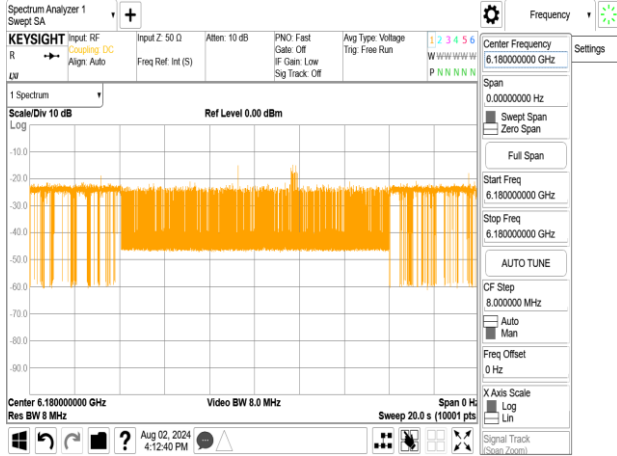 Spectrum Analyzer 1
Swept SA
Frequency
KEYSIGHT
R
Input: RF
Coupling: DC
Align: Auto
Input Z: 50 Ω
Freq Ref: Int (S)
Atten: 10 dB
PNO: Fast
Gate: Off
IF Gain: Low
Sig Track: Off
Avg Type: Voltage
Trig: Free Run
1 2 3 4 5 6
W W W W W W
P N N N N N
LXI
1 Spectrum
Scale/Div 10 dB
Ref Level 0.00 dBm
Log
-10.0
-20.0
-30.0
-40.0
-50.0
-60.0
-70.0
-80.0
-90.0
Center 6.180000000 GHz
Video BW 8.0 MHz
Span 0 Hz
Res BW 8 MHz
Sweep 20.0 s (10001 pts)
?
Aug 02, 2024
4:12:40 PM
Center Frequency
6.180000000 GHz
Settings
Span
0.00000000 Hz
Swept Span
Zero Span
Full Span
Start Freq
6.180000000 GHz
Stop Freq
6.180000000 GHz
AUTO TUNE
CF Step
8.000000 MHz
Auto
Man
Freq Offset
0 Hz
X Axis Scale
Log
Lin
Signal Track
(Span Zoom)